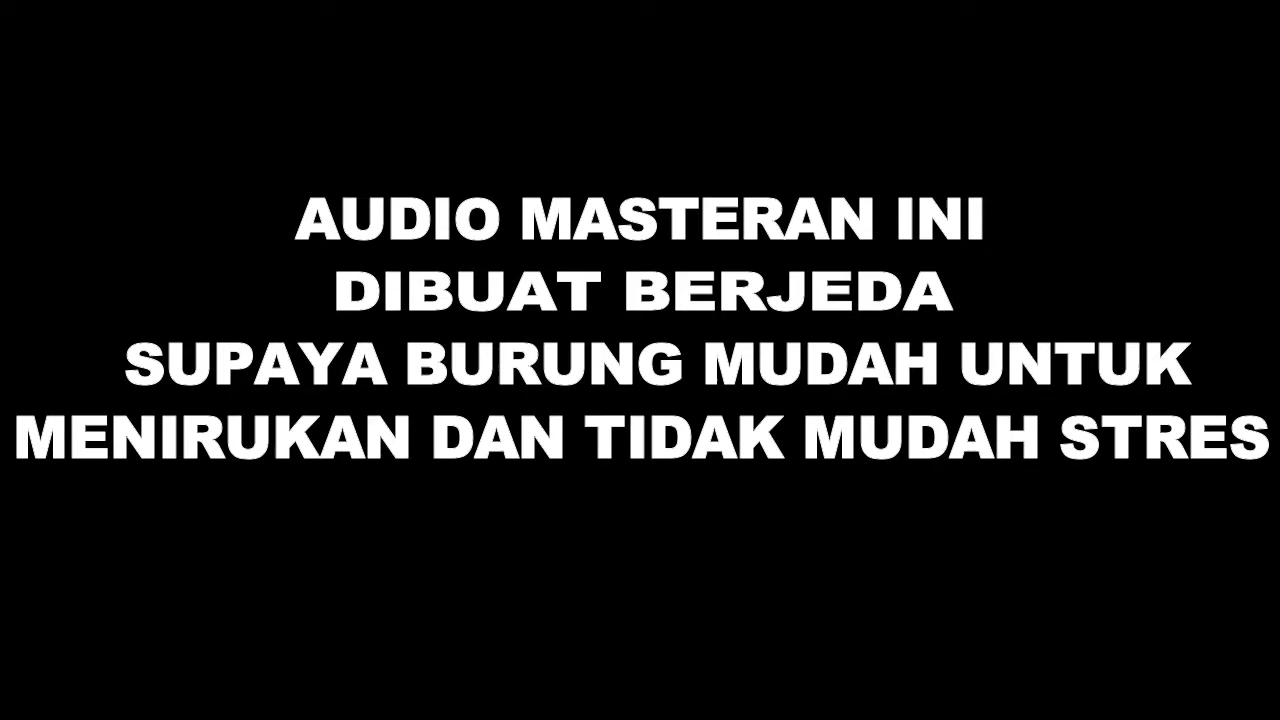 AUDIO MASTERAN INI
DIBUAT BERJEDA
SUPAYA BURUNG MUDAH UNTUK
MENIRUKAN DAN TIDAK MUDAH STRES